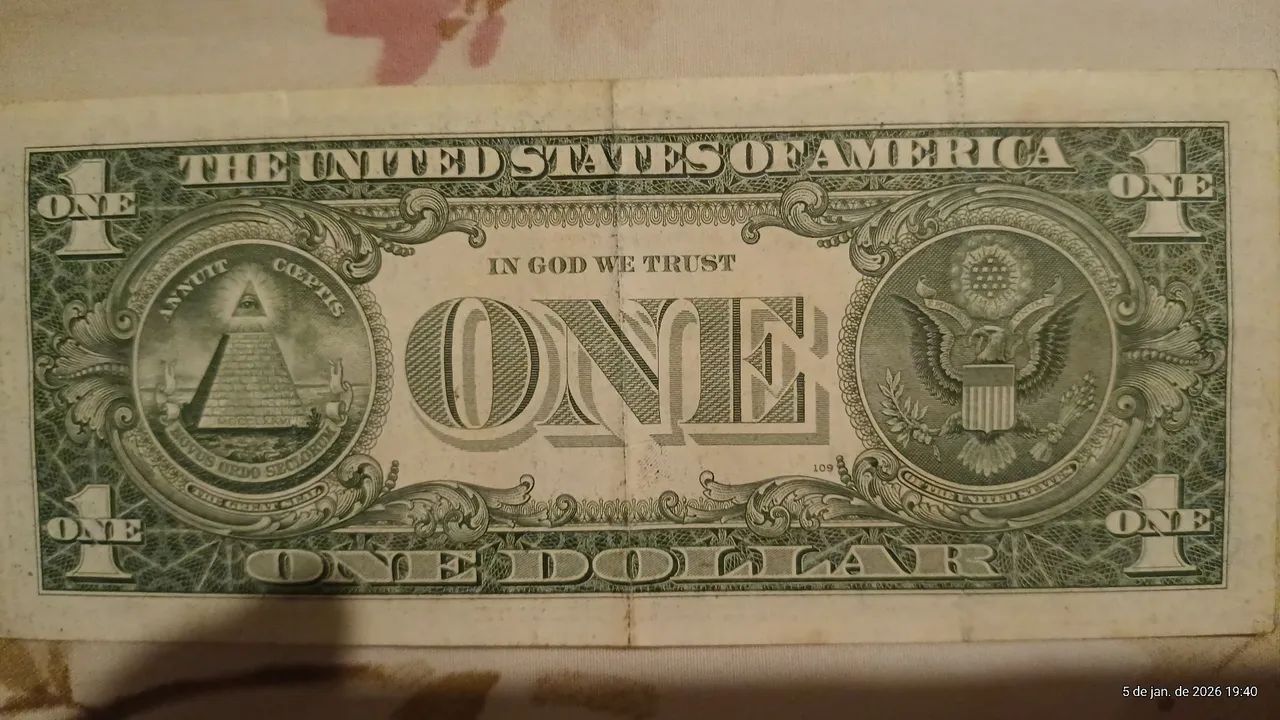 THE UNITED STATES OF AMERICA
1
ONE
1
ONE
IN GOD WE TRUST
ANNUIT CŒPTIS
ONE
NOVUS ORDO SECLORUM
109
THE GREAT SEAL
OF THE UNITED STATES
1
ONE
1
ONE
ONE DOLLAR
5 de jan. de 2026 19:40